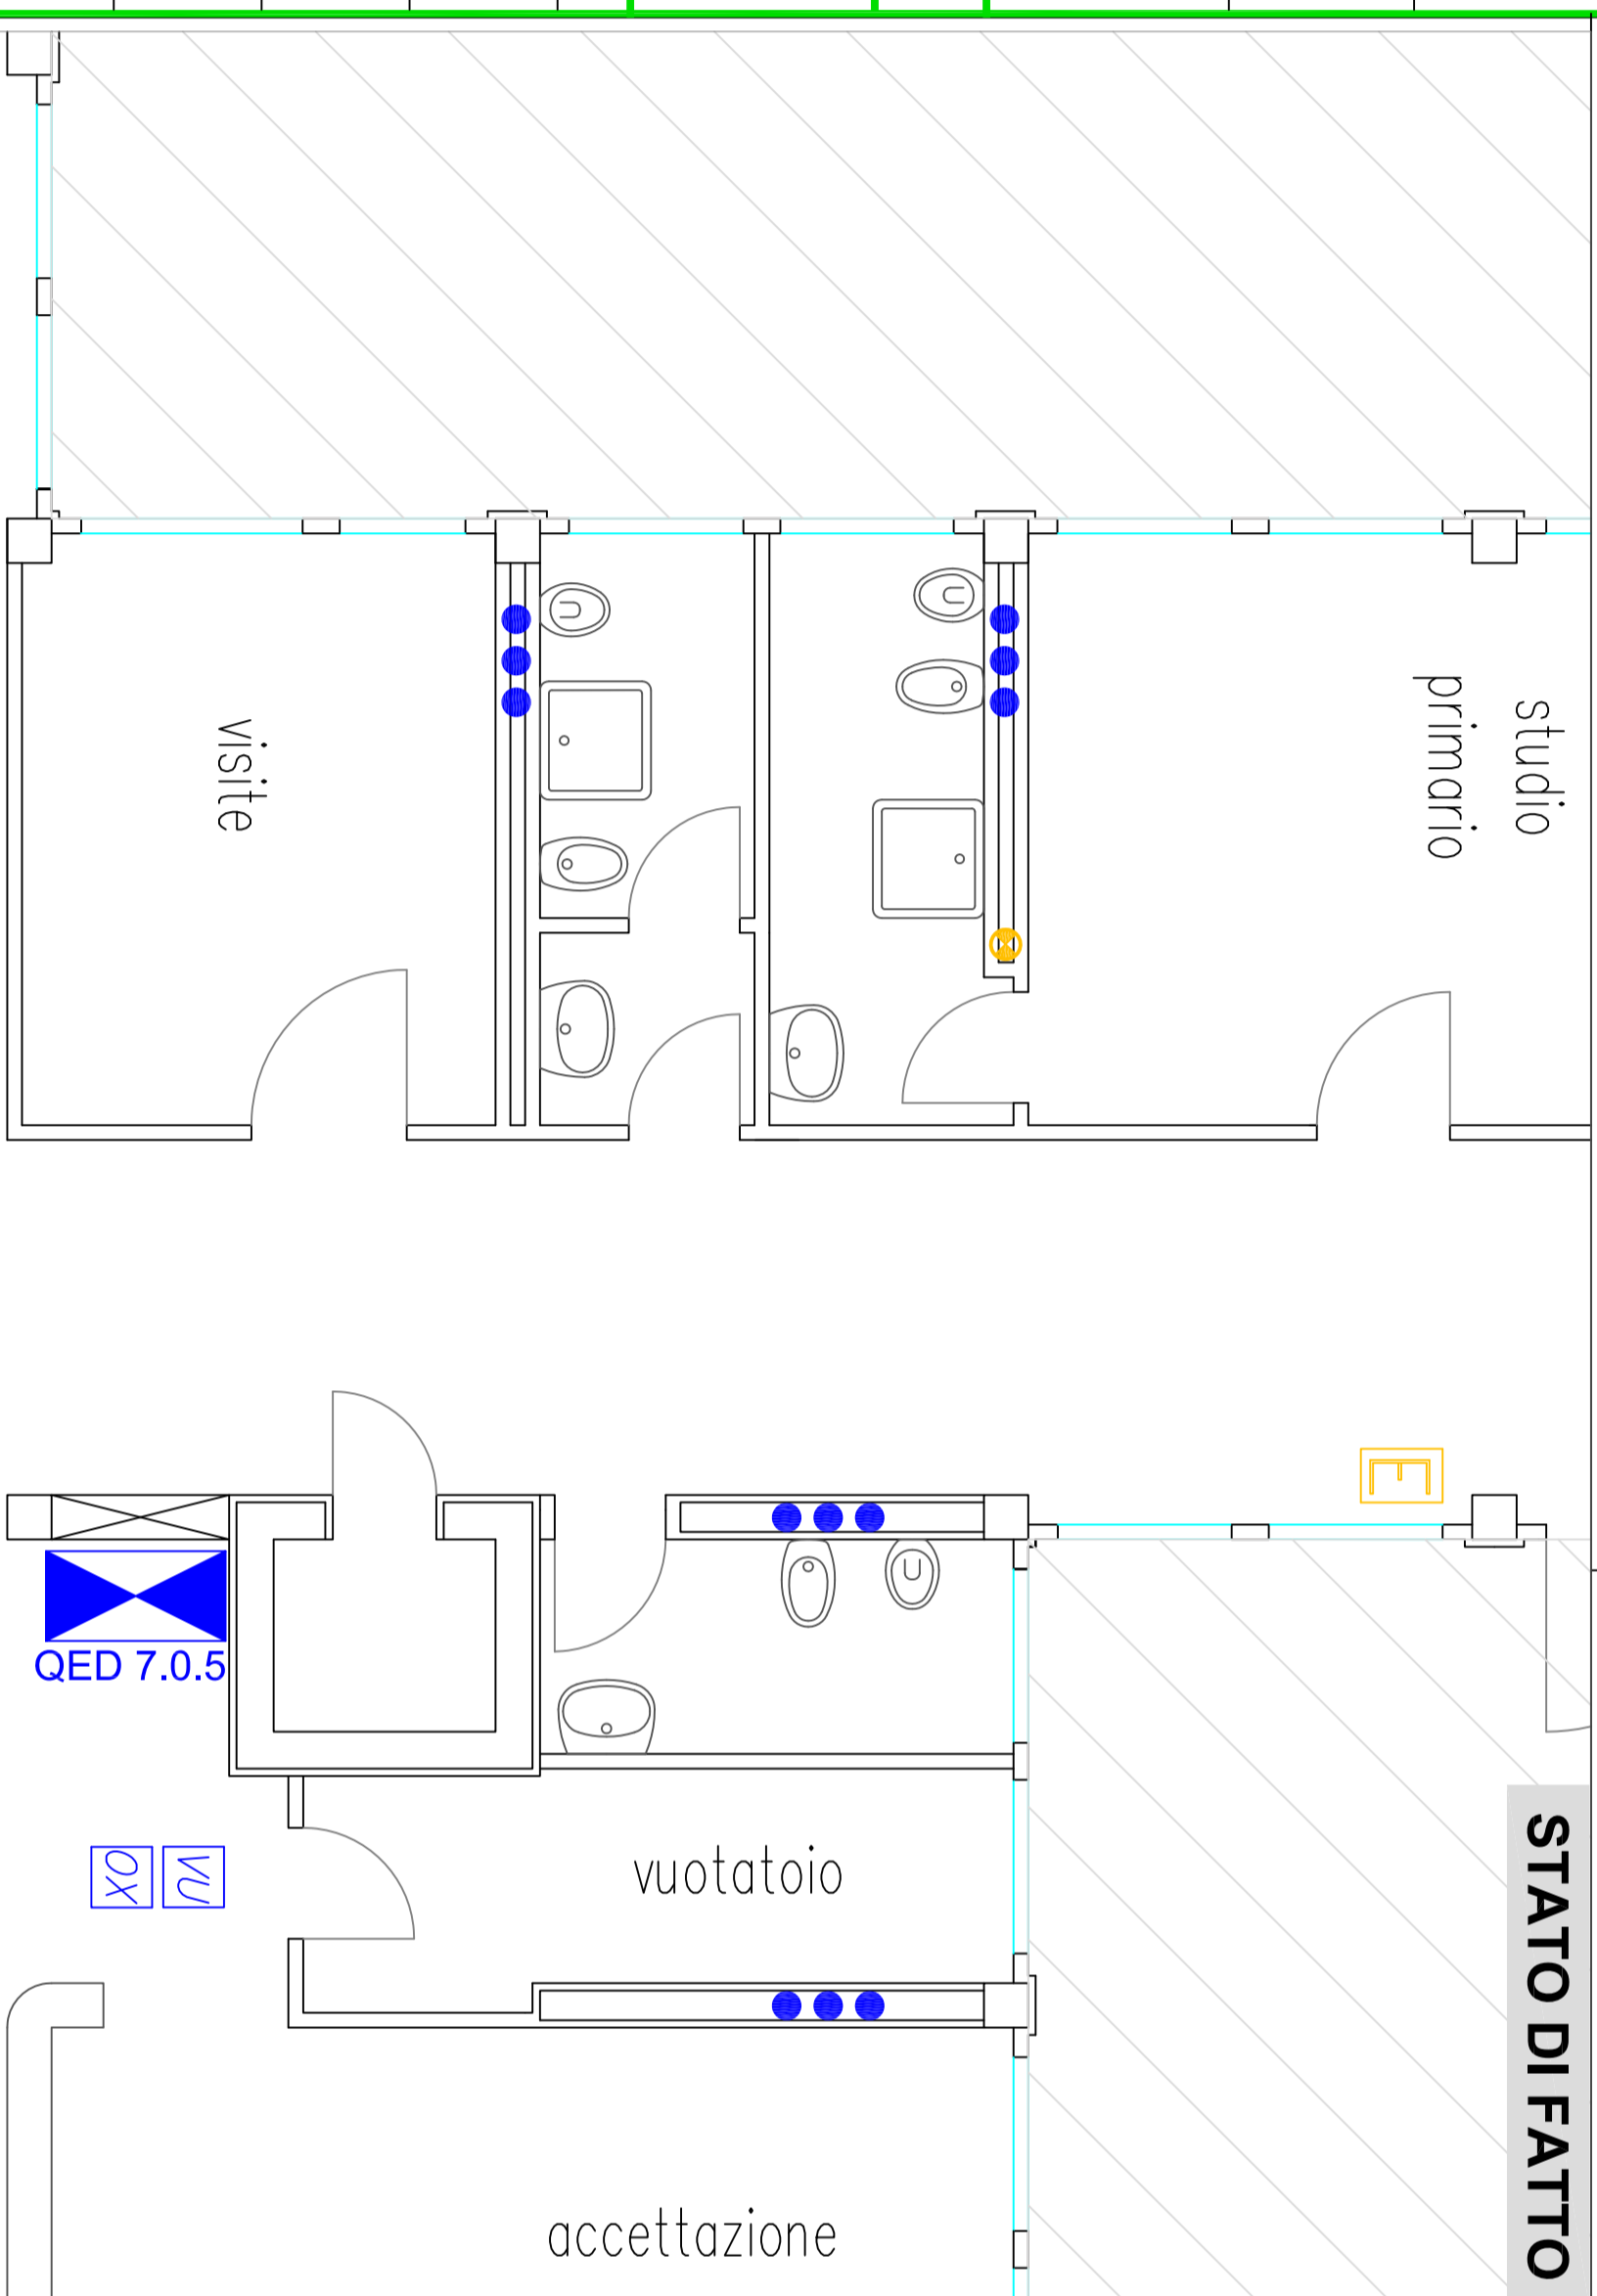 visite
studio
primario
E
QED 7.0.5
OX
VU
vuotatoio
accettazione
STATO DI FATTO